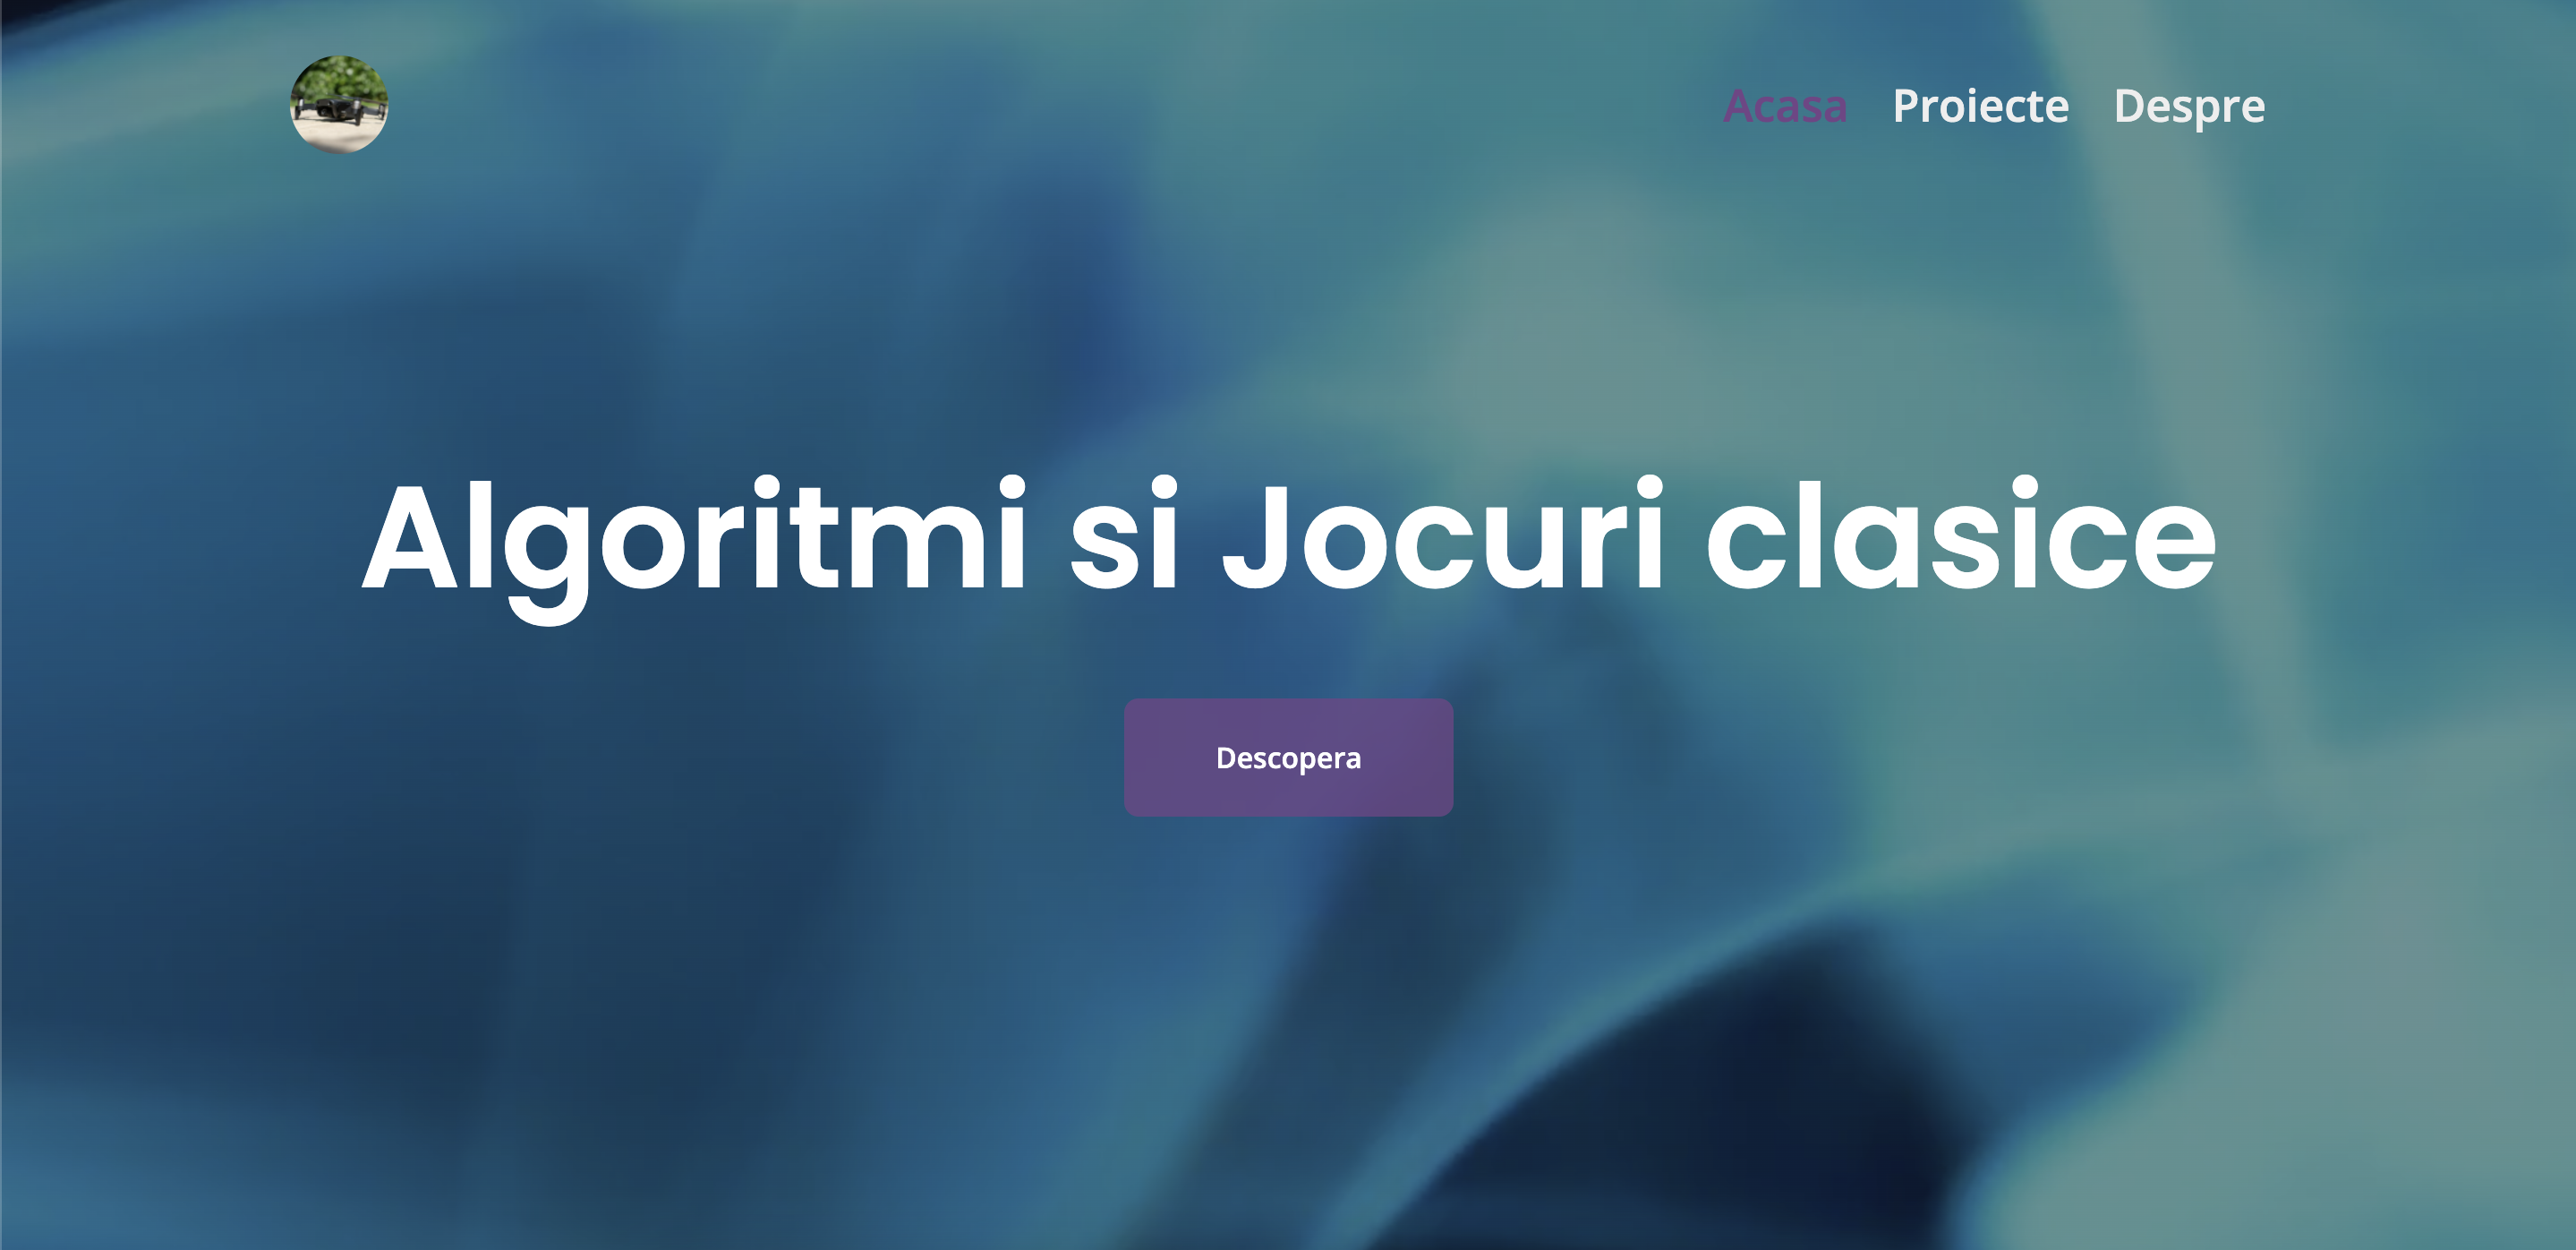 Acasa Proiecte Despre
Algoritmi si Jocuri clasice
Descopera